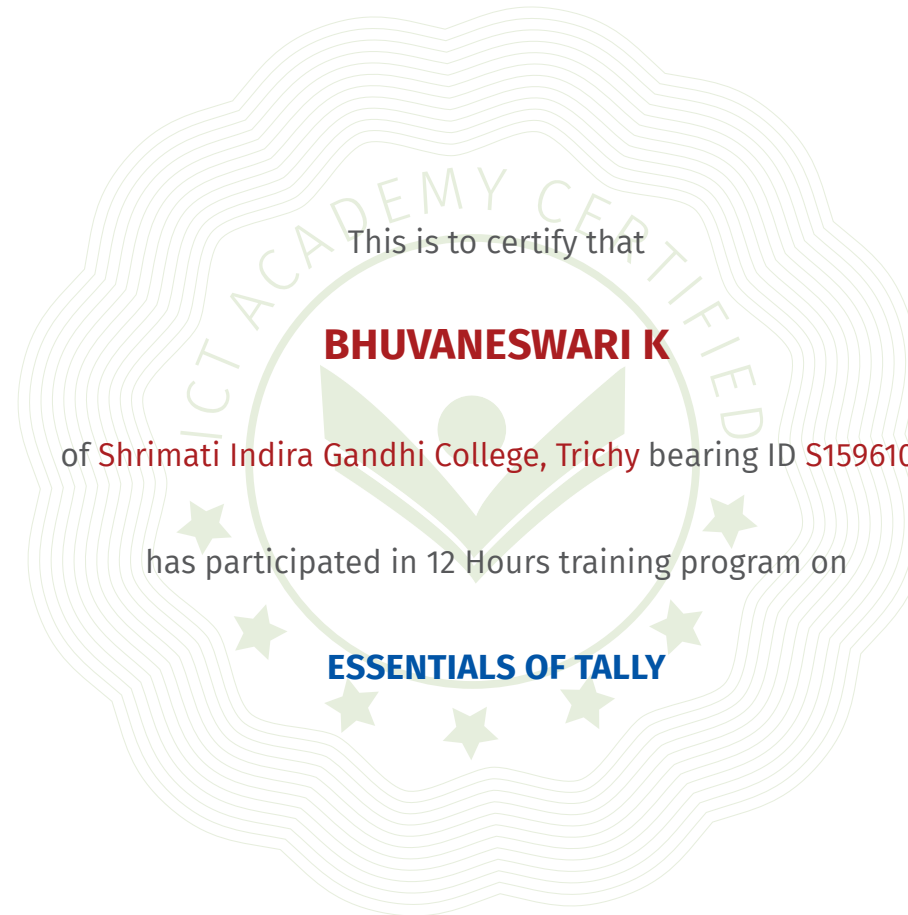 ICT ACADEMY CERTIFIED
This is to certify that
BHUVANESWARI K
of Shrimati Indira Gandhi College, Trichy bearing ID S159610
has participated in 12 Hours training program on
ESSENTIALS OF TALLY